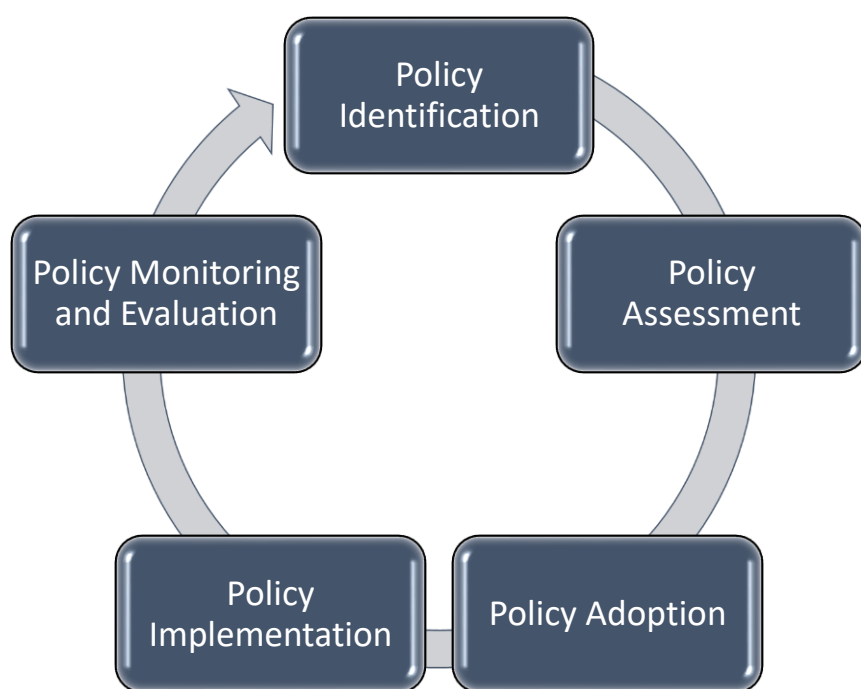 Policy
Identification
Policy
Assessment
Policy Adoption
Policy
Implementation
Policy Monitoring
and Evaluation